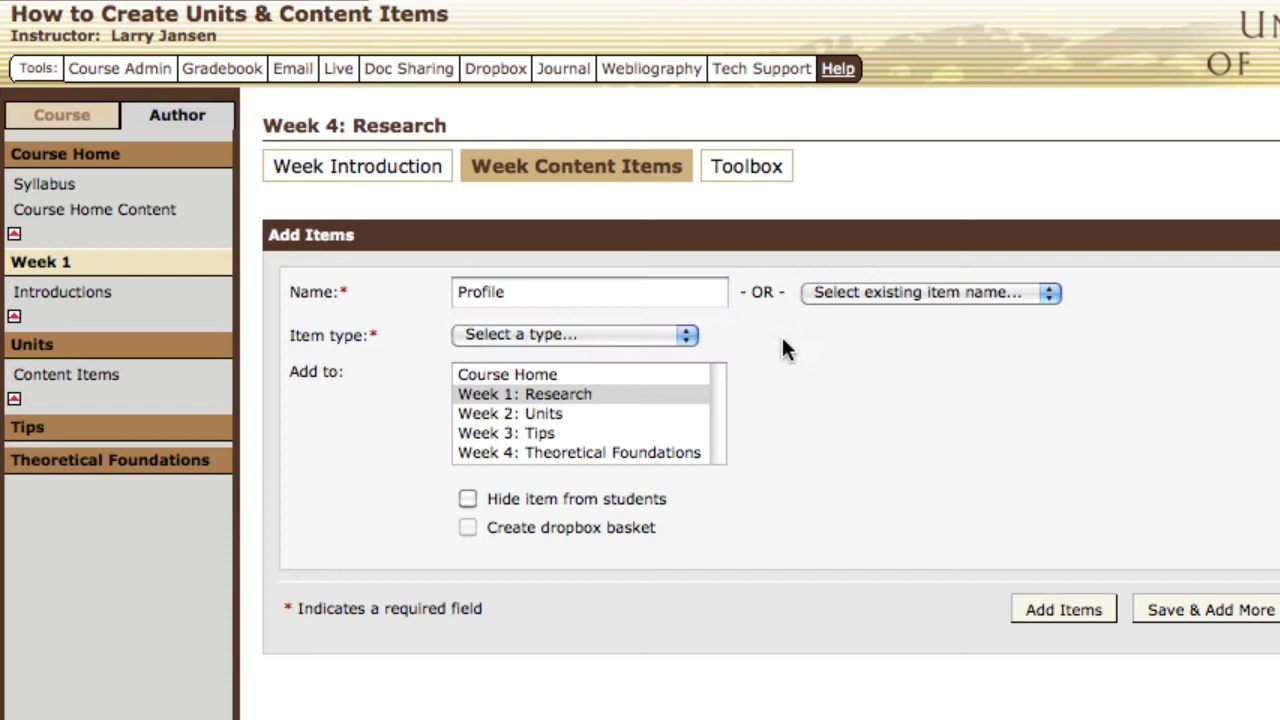 How to Create Units & Content Items
Instructor: Larry Jansen
OF
Tools: Course Admin Gradebook Email Live Doc Sharing Dropbox Journal Webliography Tech Support Help
Course Author
Course Home
Syllabus
Course Home Content
Week 1
Introductions
Units
Content Items
Tips
Theoretical Foundations
Week 4: Research
Week Introduction Week Content Items Toolbox
Add Items
Name:* Profile - OR - Select existing item name...
Item type:* Select a type...
Add to:
Course Home
Week 1: Research
Week 2: Units
Week 3: Tips
Week 4: Theoretical Foundations
Hide item from students
Create dropbox basket
* Indicates a required field
Add Items Save & Add More